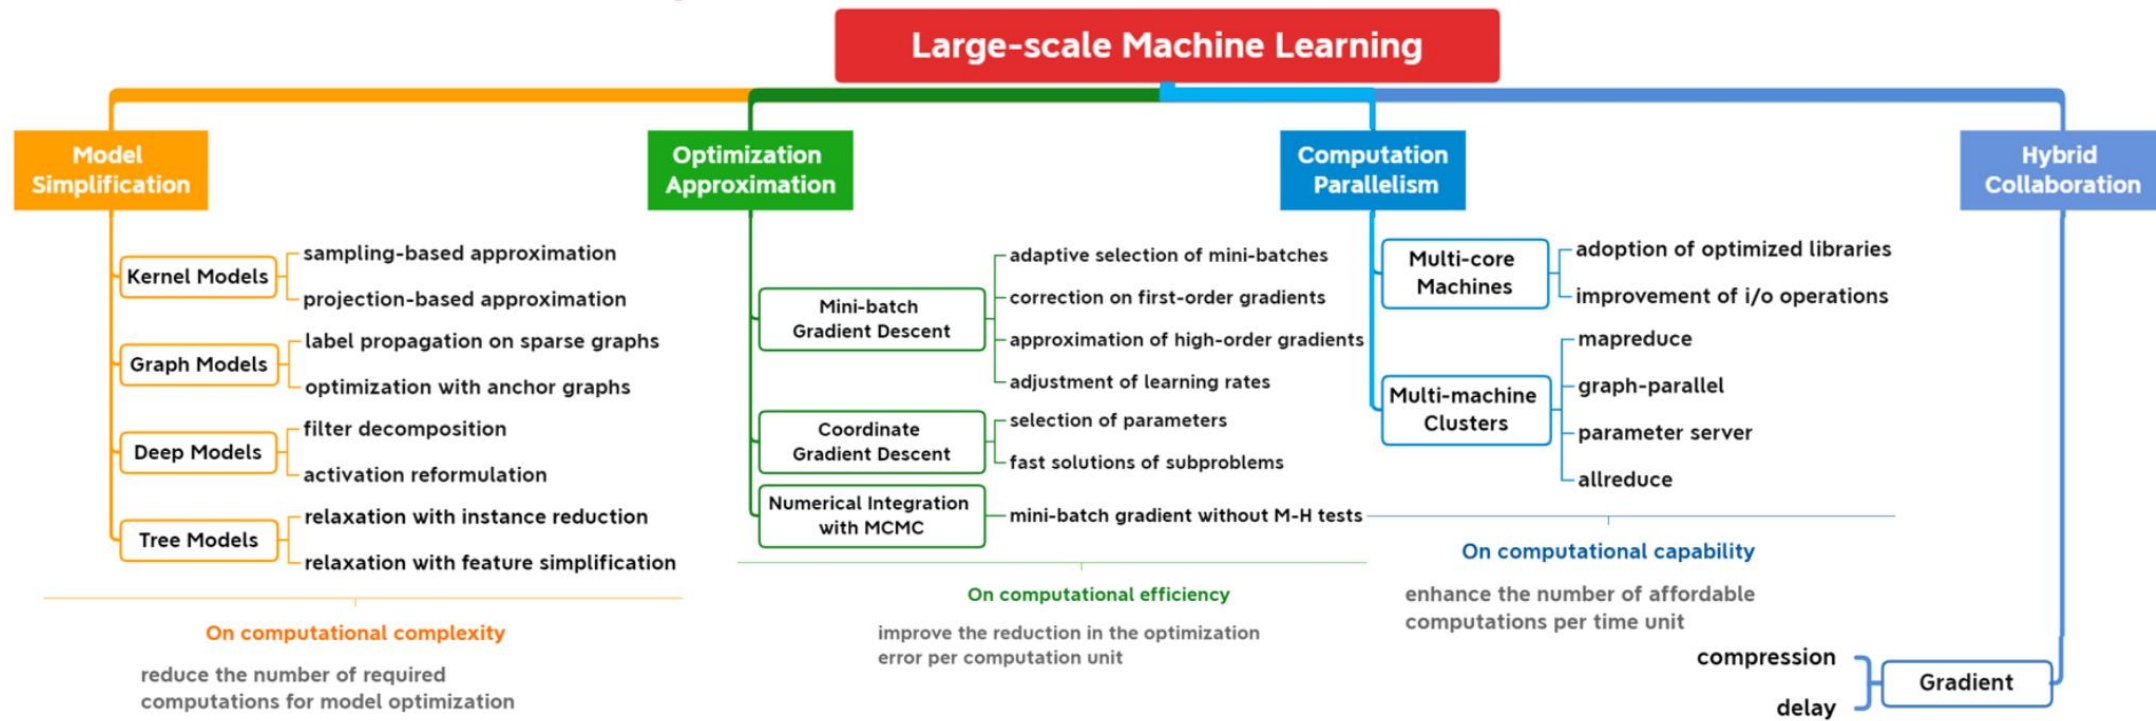 Large-scale Machine Learning
Model
Simplification
Kernel Models
sampling-based approximation
projection-based approximation
Graph Models
label propagation on sparse graphs
optimization with anchor graphs
Deep Models
filter decomposition
activation reformulation
Tree Models
relaxation with instance reduction
relaxation with feature simplification
On computational complexity
reduce the number of required
computations for model optimization
Optimization
Approximation
Mini-batch
Gradient Descent
adaptive selection of mini-batches
correction on first-order gradients
approximation of high-order gradients
adjustment of learning rates
Coordinate
Gradient Descent
selection of parameters
fast solutions of subproblems
Numerical Integration
with MCMC
mini-batch gradient without M-H tests
On computational efficiency
improve the reduction in the optimization
error per computation unit
Computation
Parallelism
Multi-core
Machines
adoption of optimized libraries
improvement of i/o operations
Multi-machine
Clusters
mapreduce
graph-parallel
parameter server
allreduce
On computational capability
enhance the number of affordable
computations per time unit
Hybrid
Collaboration
Gradient
compression
delay